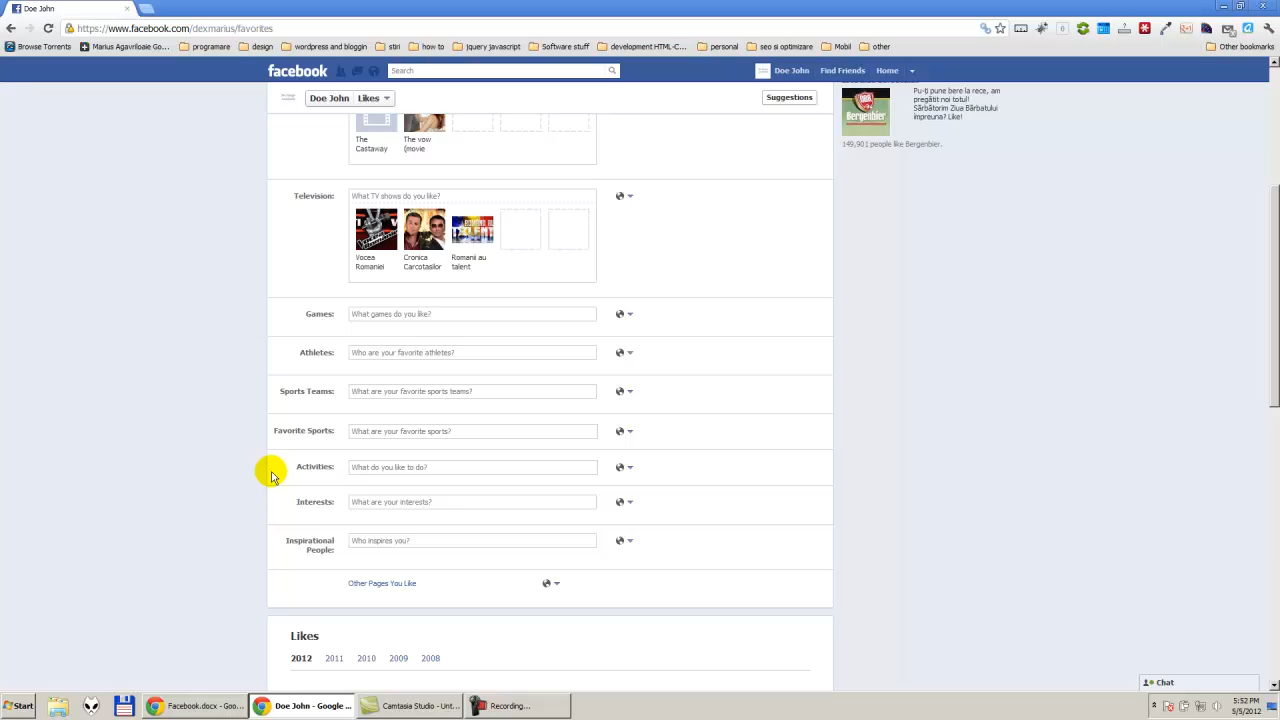 Doe John
https://www.facebook.com/dexmarius/favorites
Browse Torrents
Marius Agavriloaie Go...
programare
design
wordpress and bloggin
stiri
how to
jquery javascript
Software stuff
development HTML-C...
personal
seo si optimizare
Mobil
other
Other bookmarks
facebook
Search
Doe John
Find Friends
Home
Doe John
Likes
Suggestions
Pu-ţi pune bere la rece, am
pregătit noi totul!
Sărbătorim Ziua Bărbatului
împreuna? Like!
Bergenbier
149,901 people like Bergenbier.
The
Castaway
The vow
(movie
Television:
What TV shows do you like?
Vocea
Romaniei
Cronica
Carcotasilor
Romanii au
talent
Games:
What games do you like?
Athletes:
Who are your favorite athletes?
Sports Teams:
What are your favorite sports teams?
Favorite Sports:
What are your favorite sports?
Activities:
What do you like to do?
Interests:
What are your interests?
Inspirational
People:
Who inspires you?
Other Pages You Like
Likes
2012
2011
2010
2009
2008
Chat
Start
Facebook.docx - Goo...
Doe John - Google ...
Camtasia Studio - Unt...
Recording...
5:52 PM
5/5/2012